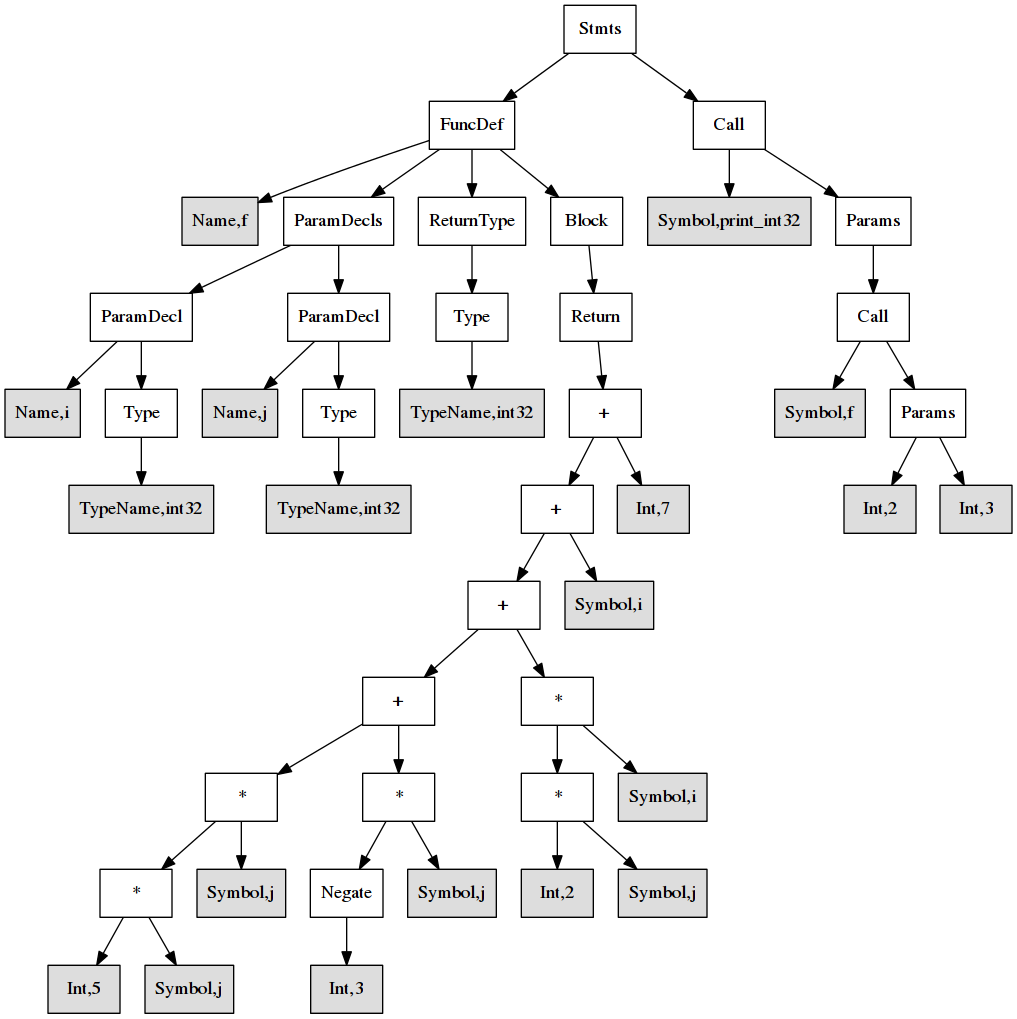 Stmts
FuncDef
Call
Name,f
ParamDecls
ReturnType
Block
Symbol,print_int32
Params
ParamDecl
ParamDecl
Type
Return
Call
Name,i
Type
Name,j
Type
TypeName,int32
+
Symbol,f
Params
TypeName,int32
TypeName,int32
+
Int,7
Int,2
Int,3
+
Symbol,i
+
*
*
*
*
Symbol,i
*
Symbol,j
Negate
Symbol,j
Int,2
Symbol,j
Int,5
Symbol,j
Int,3